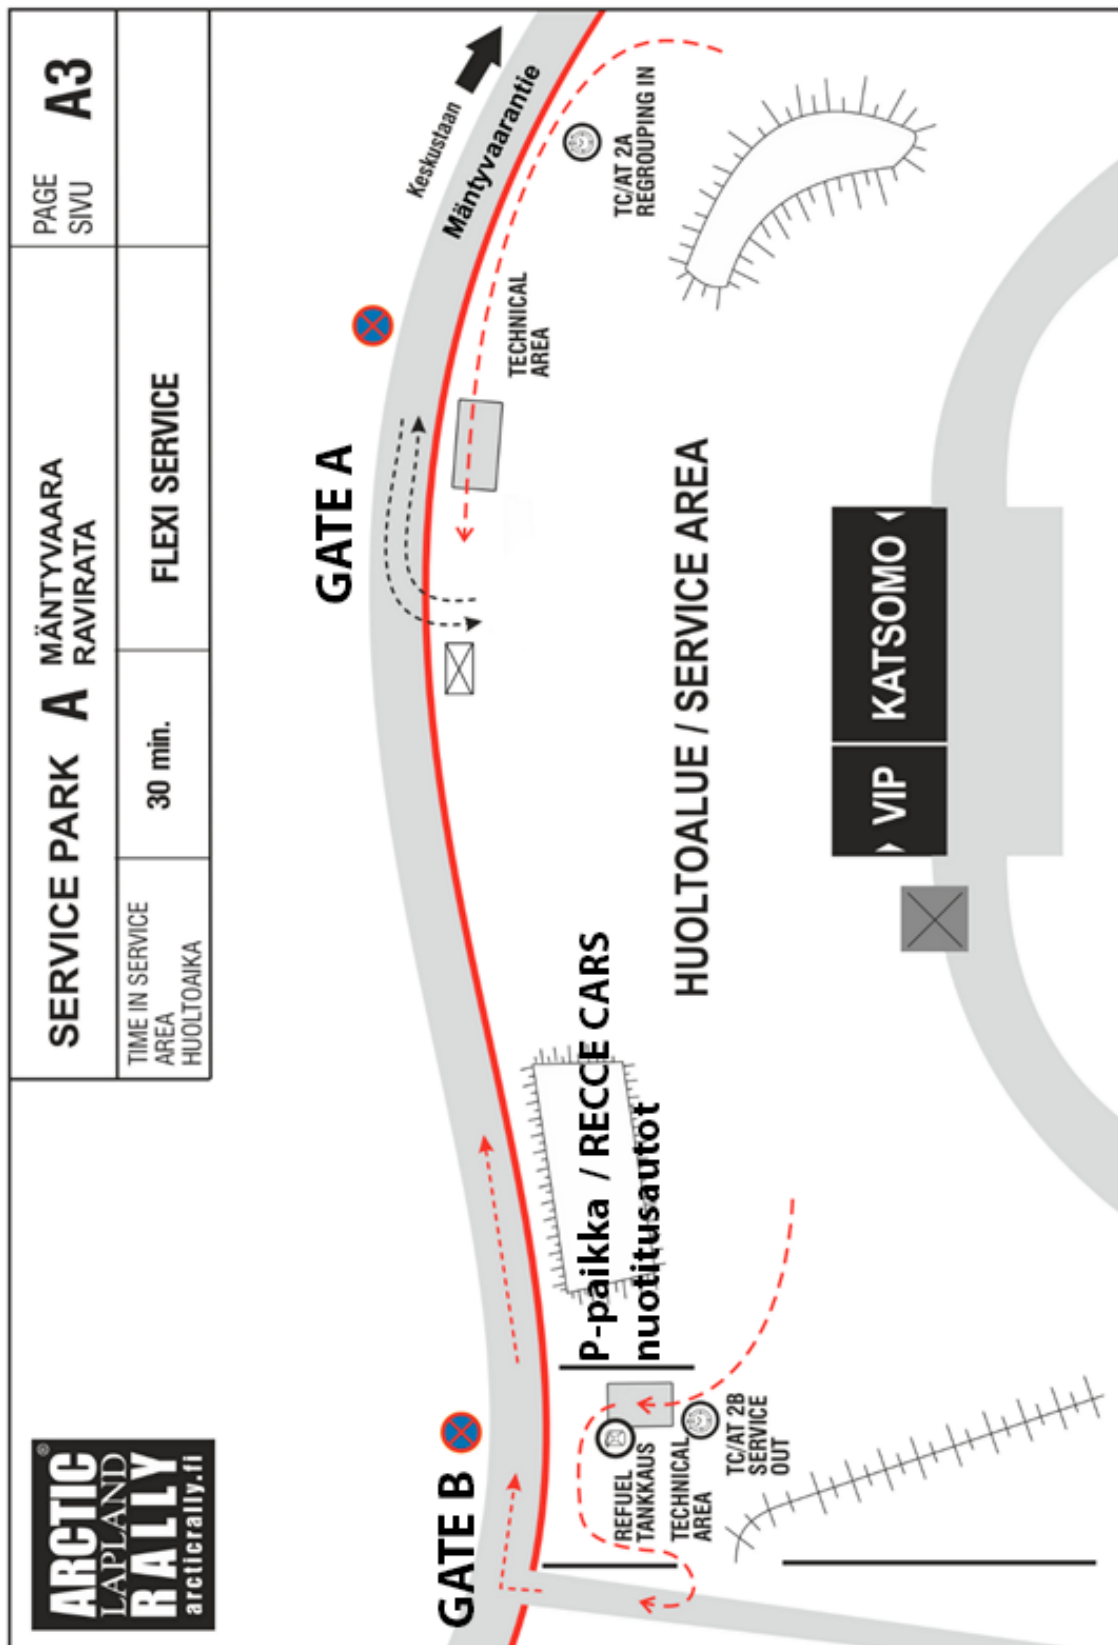 ARCTIC®
LAPLAND
RALLY
arcticrally.fi
SERVICE PARK A MÄNTYVAARA
RAVIRATA
PAGE
SIVU
A3
TIME IN SERVICE
AREA
HUOLTOAIKA
30 min.
FLEXI SERVICE
GATE B
GATE A
Keskustaan
Mäntyvaarantie
TECHNICAL
AREA
TC/AT 2A
REGROUPING IN
P-paikka / RECCE CARS
nuotitusautot
REFUEL
TANKKAUS
TECHNICAL
AREA
TC/AT 2B
SERVICE
OUT
HUOLTOALUE / SERVICE AREA
VIP
KATSOMO